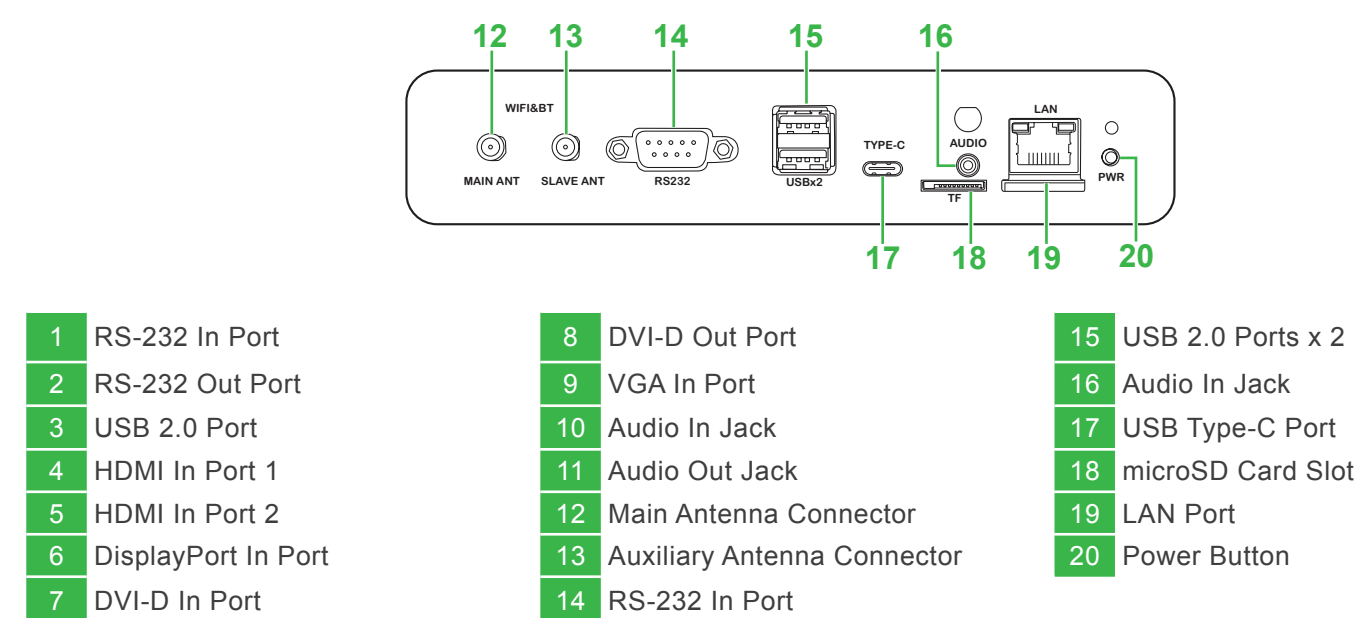 12 13 14 15 16
WIFI&BT
MAIN ANT
SLAVE ANT
RS232
USBx2
TYPE-C
AUDIO
TF
LAN
PWR
17 18 19 20
1 RS-232 In Port
2 RS-232 Out Port
3 USB 2.0 Port
4 HDMI In Port 1
5 HDMI In Port 2
6 DisplayPort In Port
7 DVI-D In Port
8 DVI-D Out Port
9 VGA In Port
10 Audio In Jack
11 Audio Out Jack
12 Main Antenna Connector
13 Auxiliary Antenna Connector
14 RS-232 In Port
15 USB 2.0 Ports x 2
16 Audio In Jack
17 USB Type-C Port
18 microSD Card Slot
19 LAN Port
20 Power Button